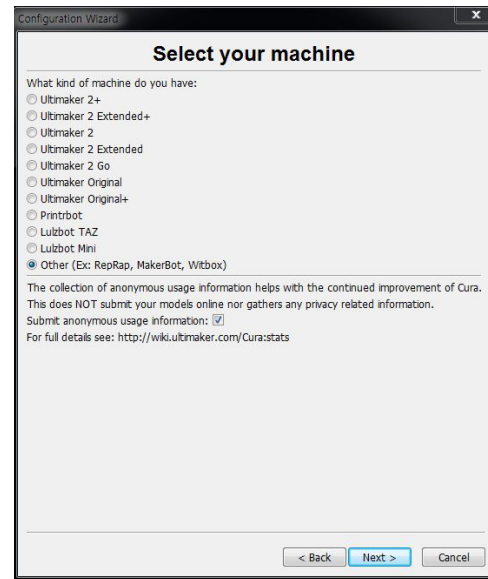 Configuration Wizard
Select your machine
What kind of machine do you have:
Ultimaker 2+
Ultimaker 2 Extended+
Ultimaker 2
Ultimaker 2 Extended
Ultimaker 2 Go
Ultimaker Original
Ultimaker Original+
Printrbot
Lulzbot TAZ
Lulzbot Mini
Other (Ex: RepRap, MakerBot, Witbox)
The collection of anonymous usage information helps with the continued improvement of Cura.
This does NOT submit your models online nor gathers any privacy related information.
Submit anonymous usage information:
For full details see: http://wiki.ultimaker.com/Cura:stats
< Back Next > Cancel